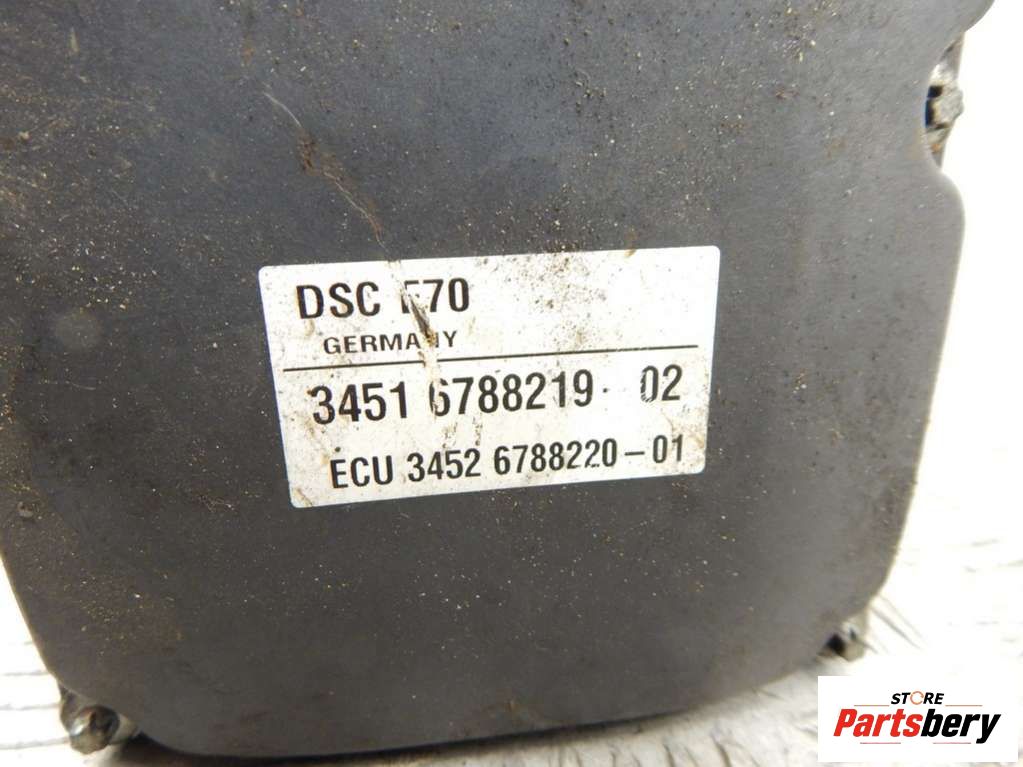 DSC E70
GERMANY
3451 6788219 · 02
ECU 3452 6788220-01
STORE
Partsbery